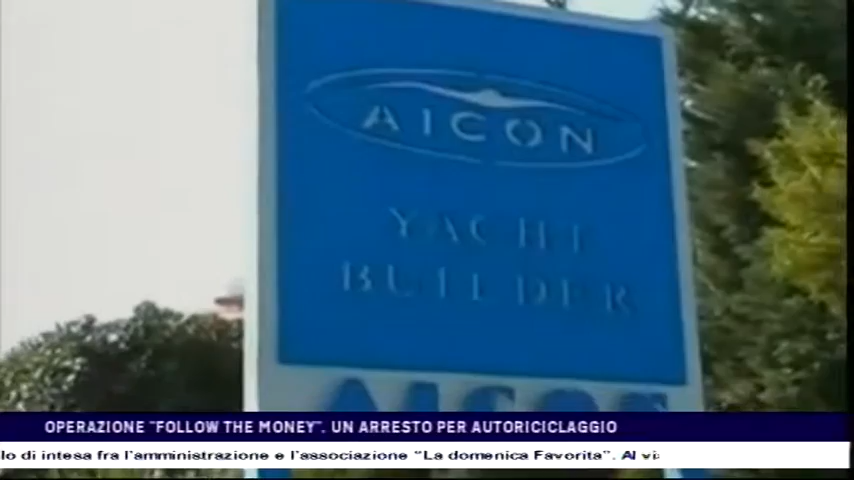 AICON
YACHT
BUILDER
OPERAZIONE "FOLLOW THE MONEY". UN ARRESTO PER AUTORICICLAGGIO
lo di intesa fra l'amministrazione e l'associazione "La domenica Favorita". Al